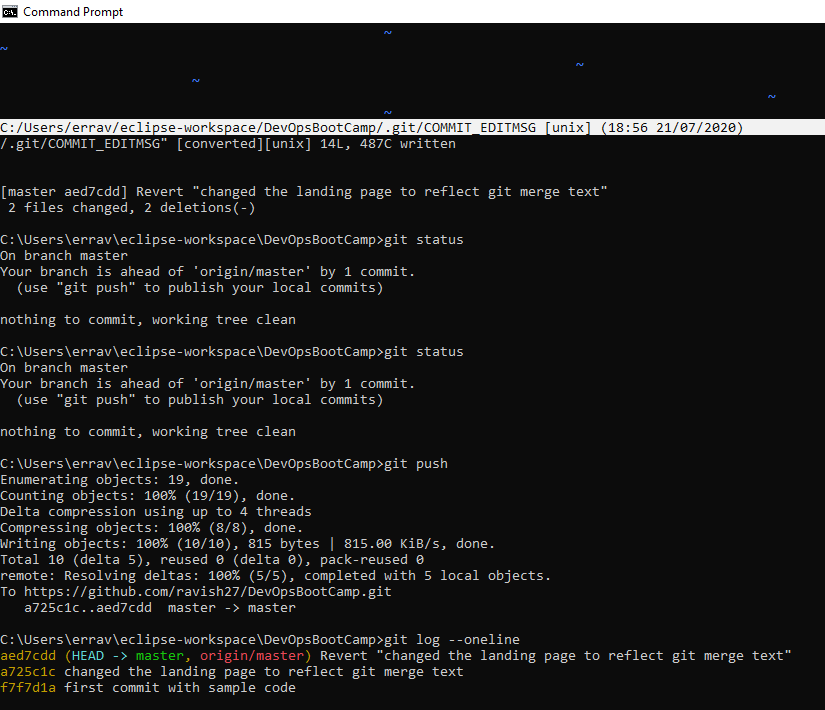 Command Prompt
~
~
~
~
~
~
C:/Users/errav/eclipse-workspace/DevOpsBootCamp/.git/COMMIT_EDITMSG [unix] (18:56 21/07/2020)
/.git/COMMIT_EDITMSG" [converted][unix] 14L, 487C written
[master aed7cdd] Revert "changed the landing page to reflect git merge text"
 2 files changed, 2 deletions(-)
C:\Users\errav\eclipse-workspace\DevOpsBootCamp>git status
On branch master
Your branch is ahead of 'origin/master' by 1 commit.
  (use "git push" to publish your local commits)
nothing to commit, working tree clean
C:\Users\errav\eclipse-workspace\DevOpsBootCamp>git status
On branch master
Your branch is ahead of 'origin/master' by 1 commit.
  (use "git push" to publish your local commits)
nothing to commit, working tree clean
C:\Users\errav\eclipse-workspace\DevOpsBootCamp>git push
Enumerating objects: 19, done.
Counting objects: 100% (19/19), done.
Delta compression using up to 4 threads
Compressing objects: 100% (8/8), done.
Writing objects: 100% (10/10), 815 bytes | 815.00 KiB/s, done.
Total 10 (delta 5), reused 0 (delta 0), pack-reused 0
remote: Resolving deltas: 100% (5/5), completed with 5 local objects.
To https://github.com/ravish27/DevOpsBootCamp.git
   a725c1c..aed7cdd  master -> master
C:\Users\errav\eclipse-workspace\DevOpsBootCamp>git log --oneline
aed7cdd (HEAD -> master, origin/master) Revert "changed the landing page to reflect git merge text"
a725c1c changed the landing page to reflect git merge text
f7f7d1a first commit with sample code